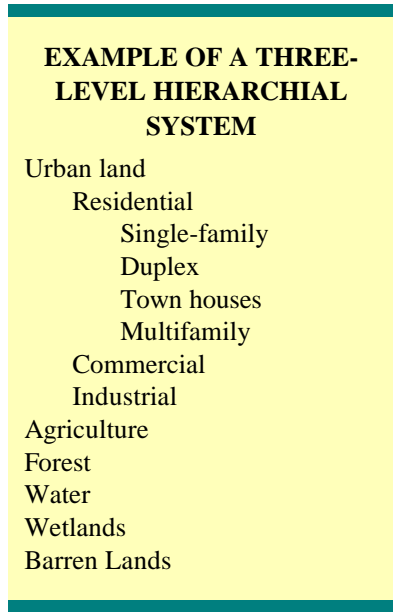 EXAMPLE OF A THREE-
LEVEL HIERARCHIAL
SYSTEM
Urban land
Residential
Single-family
Duplex
Town houses
Multifamily
Commercial
Industrial
Agriculture
Forest
Water
Wetlands
Barren Lands